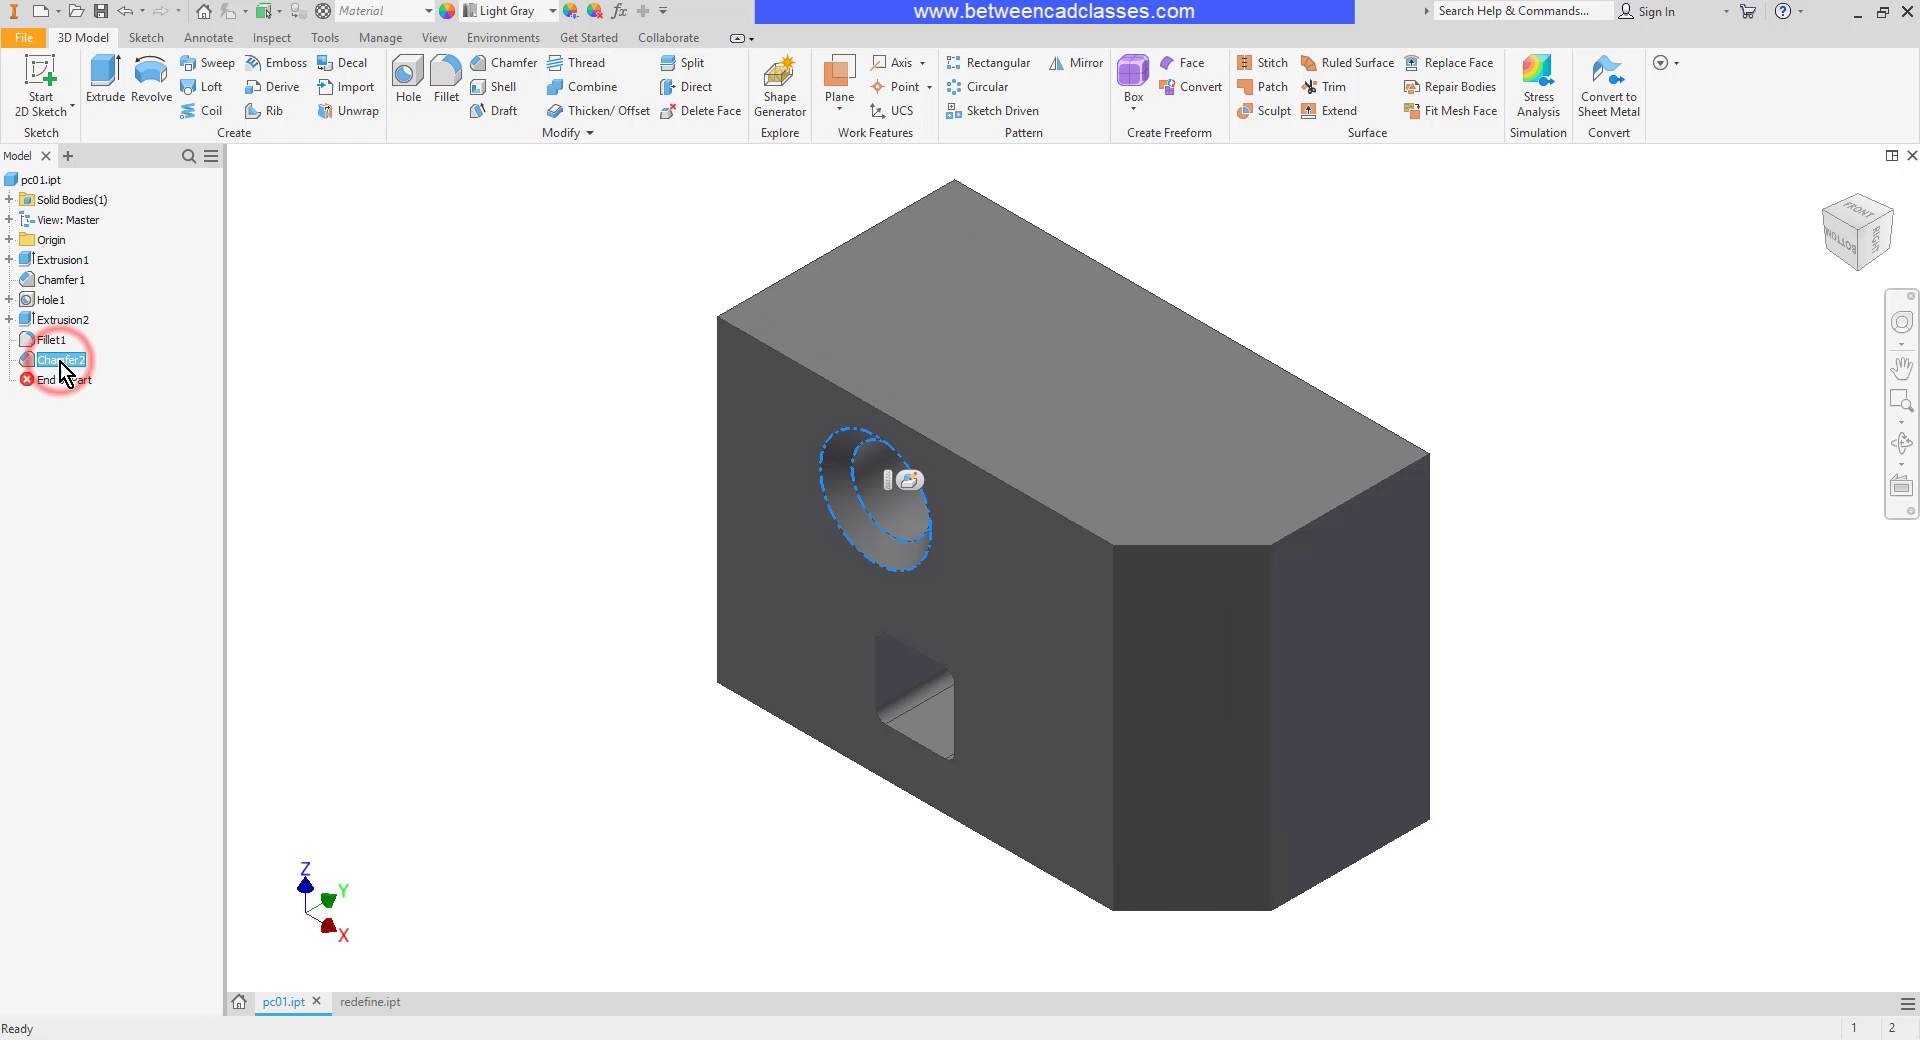 Material
Light Gray
www.betweencadclasses.com
Search Help & Commands...
Sign In
File
3D Model
Sketch
Annotate
Inspect
Tools
Manage
View
Environments
Get Started
Collaborate
Start
2D Sketch
Extrude
Revolve
Sweep
Loft
Coil
Emboss
Derive
Rib
Decal
Import
Unwrap
Hole
Fillet
Chamfer
Shell
Draft
Thread
Combine
Thicken/ Offset
Split
Direct
Delete Face
Shape
Generator
Plane
Axis
Point
UCS
Rectangular
Circular
Sketch Driven
Mirror
Box
Face
Convert
Stitch
Patch
Sculpt
Ruled Surface
Trim
Extend
Replace Face
Repair Bodies
Fit Mesh Face
Stress
Analysis
Convert to
Sheet Metal
Sketch
Create
Modify
Explore
Work Features
Pattern
Create Freeform
Surface
Simulation
Convert
Model
pc01.ipt
Solid Bodies(1)
View: Master
Origin
Extrusion1
Chamfer1
Hole1
Extrusion2
Fillet1
Chamfer2
End
art
FRONT
BOTTOM
RIGHT
Z
Y
X
pc01.ipt
redefine.ipt
Ready
1
2